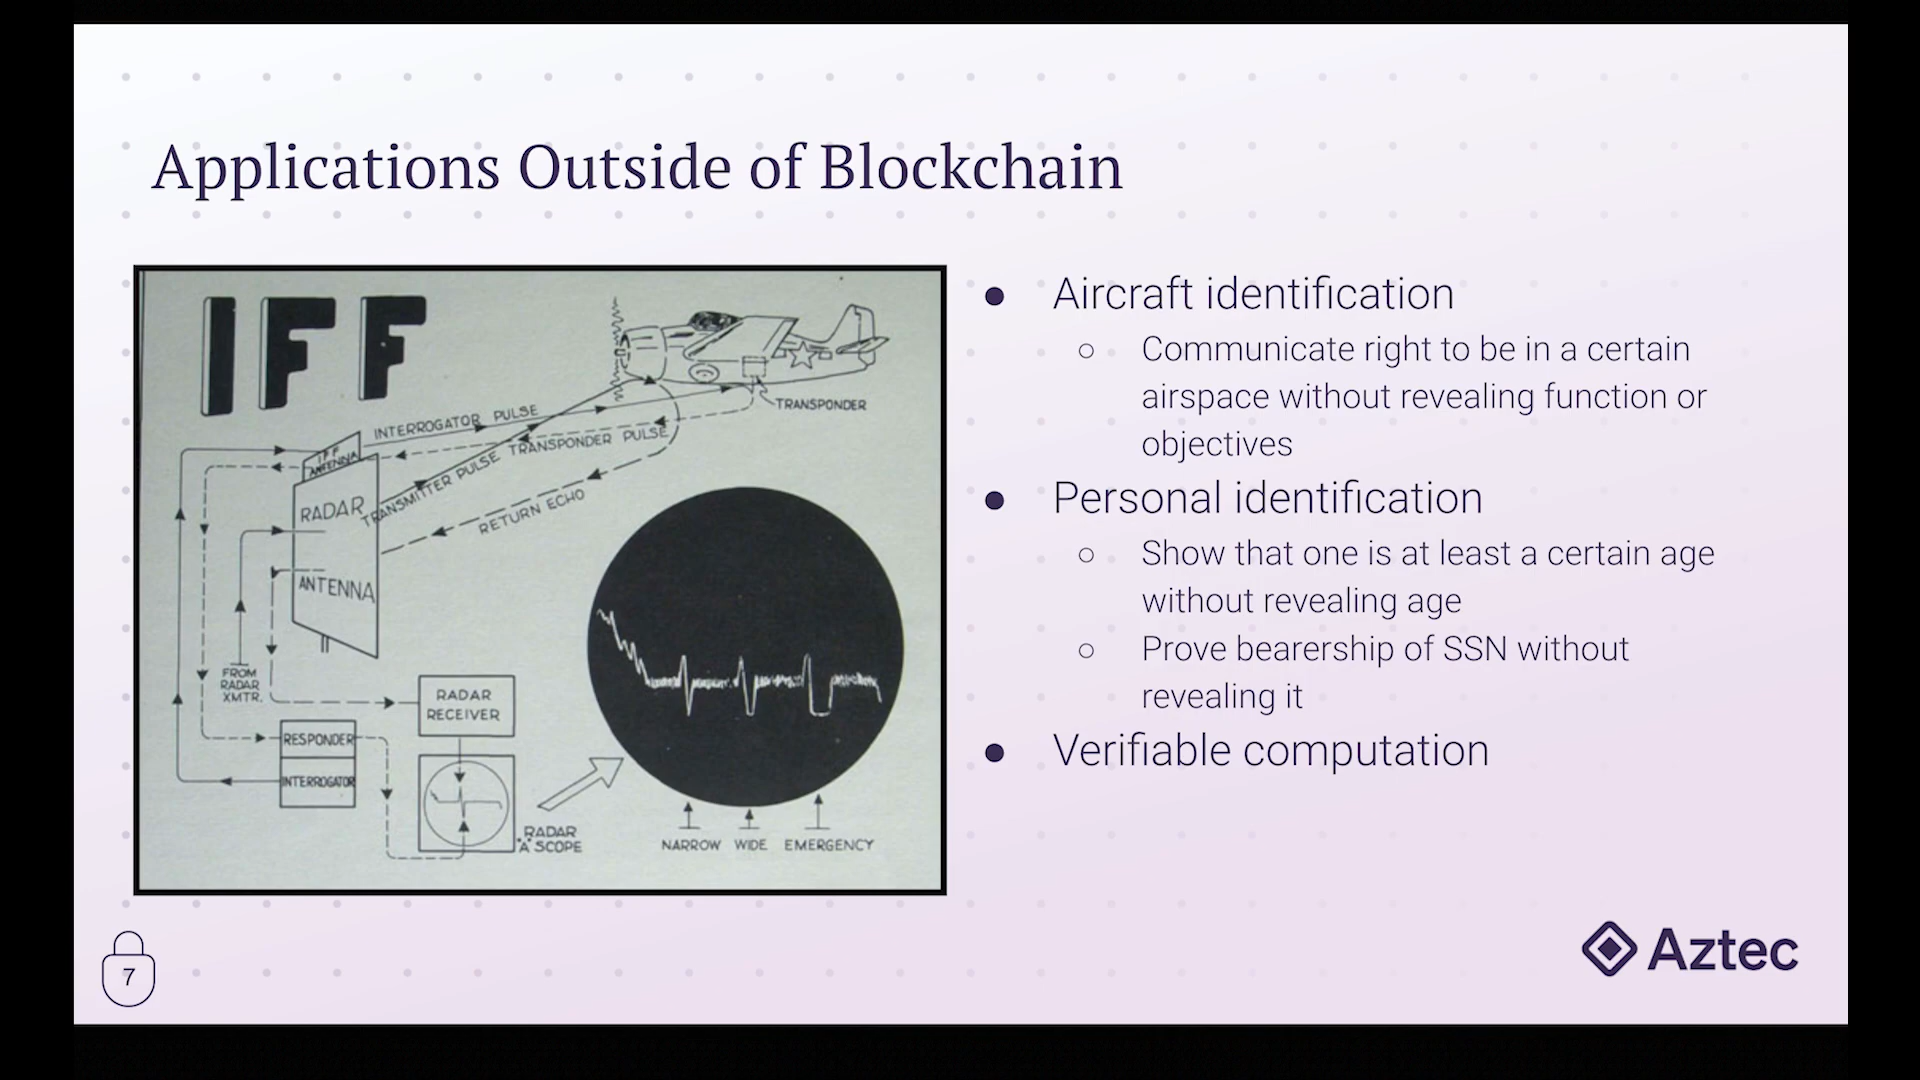 Applications Outside of Blockchain
IFF
TRANSPONDER
INTERROGATOR PULSE
TRANSPONDER PULSE
TRANSMITTER PULSE
RETURN ECHO
IFF
ANTENNA
RADAR
ANTENNA
FROM
RADAR
XMTR.
RADAR
RECEIVER
RESPONDER
INTERROGATOR
RADAR
"A" SCOPE
NARROW WIDE EMERGENCY
● Aircraft identification
○ Communicate right to be in a certain
airspace without revealing function or
objectives
● Personal identification
○ Show that one is at least a certain age
without revealing age
○ Prove bearership of SSN without
revealing it
● Verifiable computation
7
Aztec